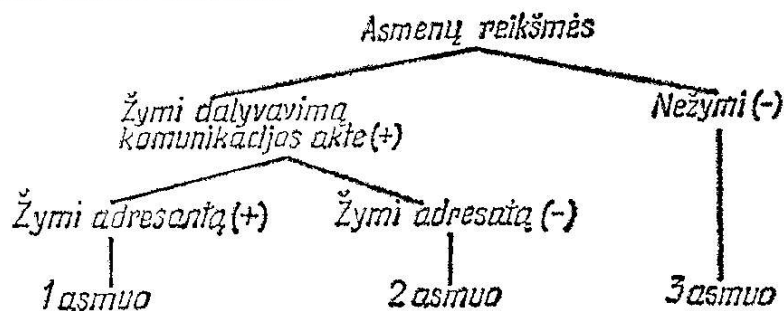 Asmenų reikšmės
Žymi dalyvavimą
komunikacijos akte (+)
Nežymi (-)
Žymi adresantą (+)
Žymi adresatą (-)
1 asmuo
2 asmuo
3 asmuo